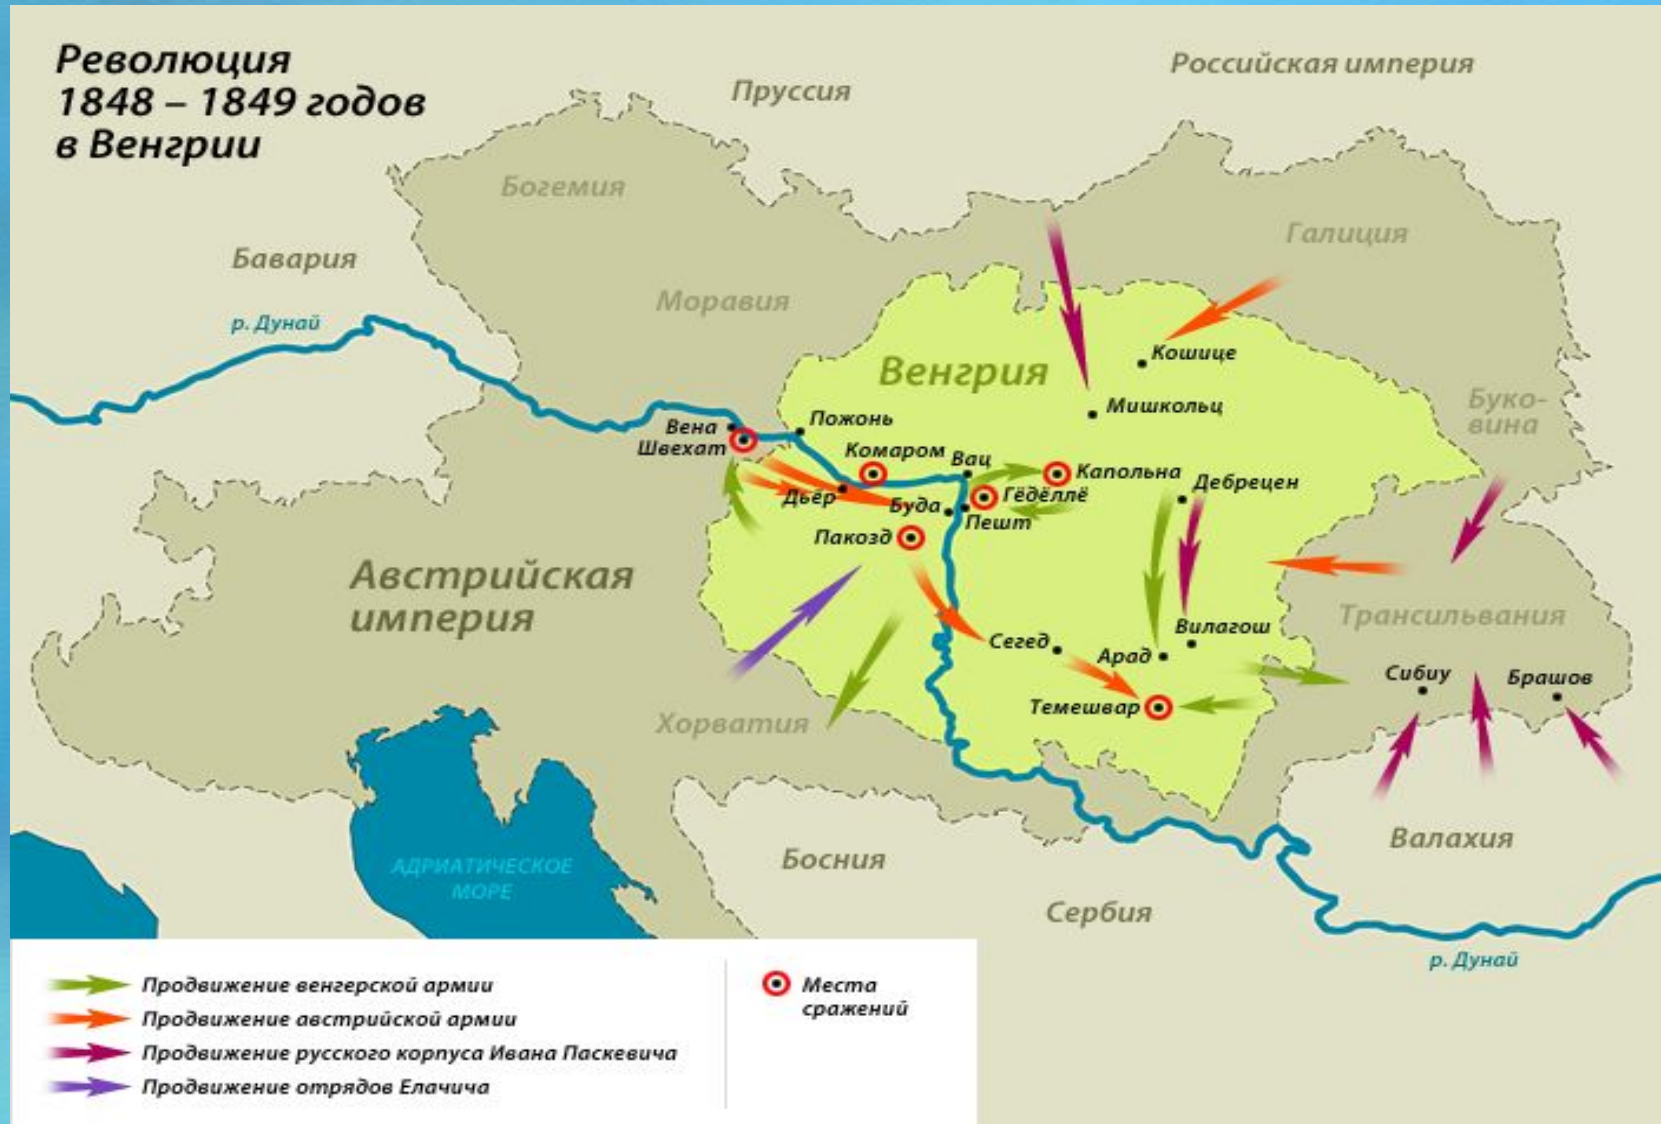 Революция
1848 – 1849 годов
в Венгрии
Пруссия
Российская империя
Богемия
Галиция
Бавария
Моравия
р. Дунай
Кошице
Венгрия
Мишкольц
Буко-
вина
Пожонь
Вена
Швехат
Комаром
Вац
Капольна
Дебрецен
Дьёр
Буда
Гёдёллё
Пешт
Пакозд
Австрийская
империя
Трансильвания
Вилагош
Сегед
Арад
Сибиу
Брашов
Темешвар
Хорватия
Валахия
Босния
АДРИАТИЧЕСКОЕ
МОРЕ
Сербия
р. Дунай
Продвижение венгерской армии
Продвижение австрийской армии
Продвижение русского корпуса Ивана Паскевича
Продвижение отрядов Елачича
Места
сражений